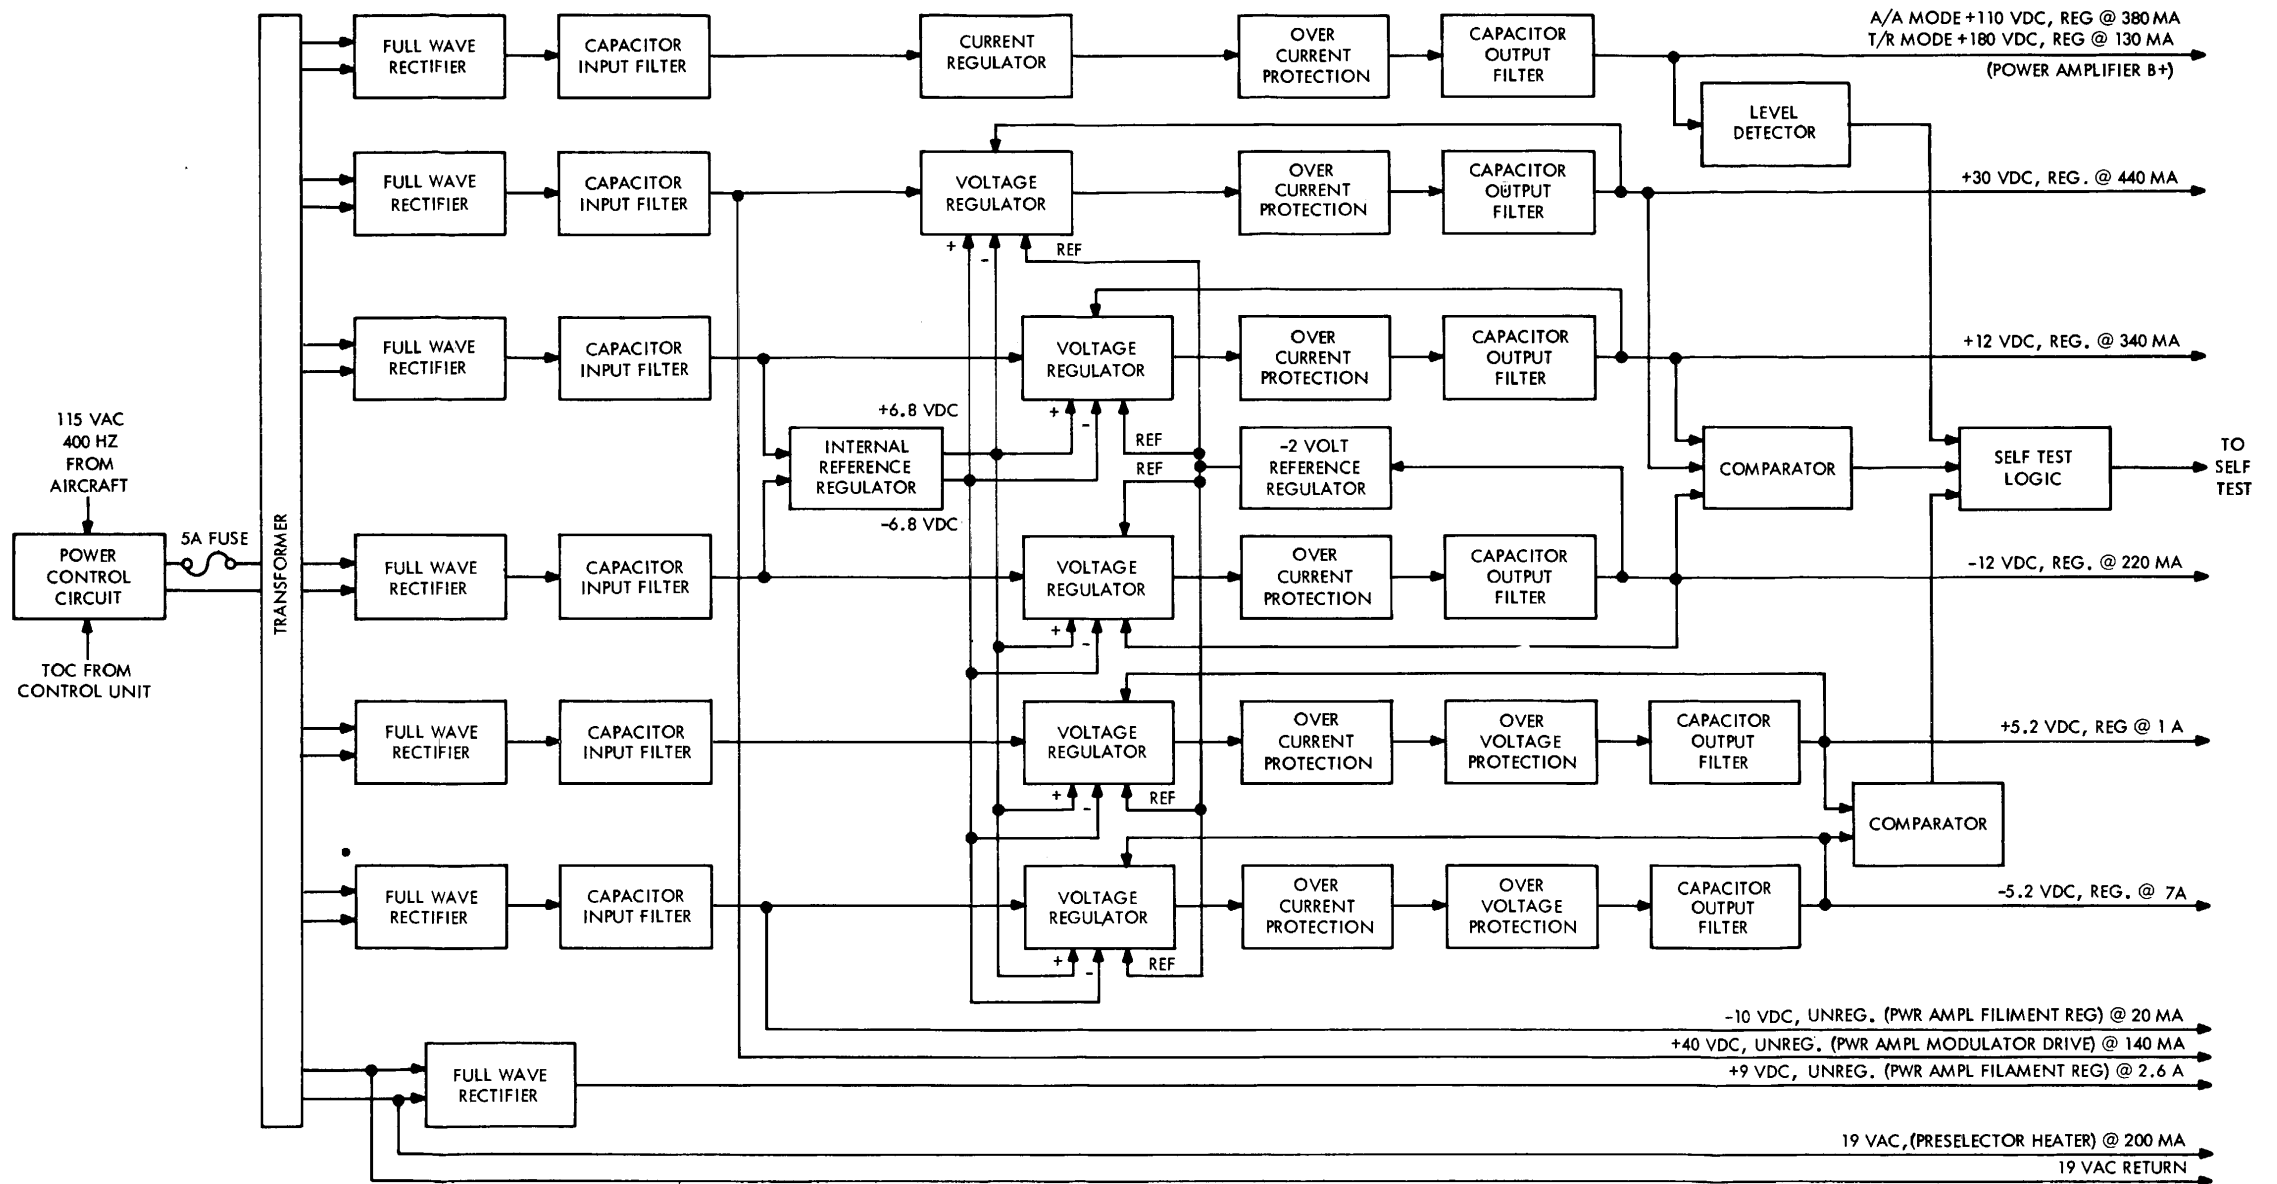 FULL WAVE
RECTIFIER
CAPACITOR
INPUT FILTER
CURRENT
REGULATOR
OVER
CURRENT
PROTECTION
CAPACITOR
OUTPUT
FILTER
A/A MODE +110 VDC, REG @ 380 MA
T/R MODE +180 VDC, REG @ 130 MA
(POWER AMPLIFIER B+)
LEVEL
DETECTOR
FULL WAVE
RECTIFIER
CAPACITOR
INPUT FILTER
VOLTAGE
REGULATOR
OVER
CURRENT
PROTECTION
CAPACITOR
OUTPUT
FILTER
+30 VDC, REG. @ 440 MA
+
-
REF
FULL WAVE
RECTIFIER
CAPACITOR
INPUT FILTER
VOLTAGE
REGULATOR
OVER
CURRENT
PROTECTION
CAPACITOR
OUTPUT
FILTER
+12 VDC, REG. @ 340 MA
+
-
REF
REF
+6.8 VDC
INTERNAL
REFERENCE
REGULATOR
-6.8 VDC
-2 VOLT
REFERENCE
REGULATOR
COMPARATOR
SELF TEST
LOGIC
TO
SELF
TEST
115 VAC
400 HZ
FROM
AIRCRAFT
POWER
CONTROL
CIRCUIT
5A FUSE
TOC FROM
CONTROL UNIT
TRANSFORMER
FULL WAVE
RECTIFIER
CAPACITOR
INPUT FILTER
VOLTAGE
REGULATOR
OVER
CURRENT
PROTECTION
CAPACITOR
OUTPUT
FILTER
-12 VDC, REG. @ 220 MA
+
-
FULL WAVE
RECTIFIER
CAPACITOR
INPUT FILTER
VOLTAGE
REGULATOR
OVER
CURRENT
PROTECTION
OVER
VOLTAGE
PROTECTION
CAPACITOR
OUTPUT
FILTER
+5.2 VDC, REG @ 1 A
+
-
REF
COMPARATOR
FULL WAVE
RECTIFIER
CAPACITOR
INPUT FILTER
VOLTAGE
REGULATOR
OVER
CURRENT
PROTECTION
OVER
VOLTAGE
PROTECTION
CAPACITOR
OUTPUT
FILTER
-5.2 VDC, REG. @ 7A
+
-
REF
-10 VDC, UNREG. (PWR AMPL FILIMENT REG) @ 20 MA
+40 VDC, UNREG. (PWR AMPL MODULATOR DRIVE) @ 140 MA
FULL WAVE
RECTIFIER
+9 VDC, UNREG. (PWR AMPL FILAMENT REG) @ 2.6 A
19 VAC, (PRESELECTOR HEATER) @ 200 MA
19 VAC RETURN